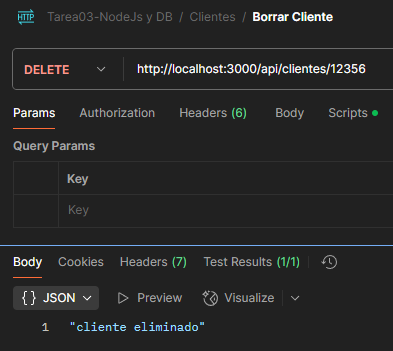 HTTP Tarea03-NodeJs y DB / Clientes / Borrar Cliente
DELETE http://localhost:3000/api/clientes/12356
Params Authorization Headers (6) Body Scripts
Query Params
Key
Key
Body Cookies Headers (7) Test Results (1/1)
{} JSON Preview Visualize
1 "cliente eliminado"